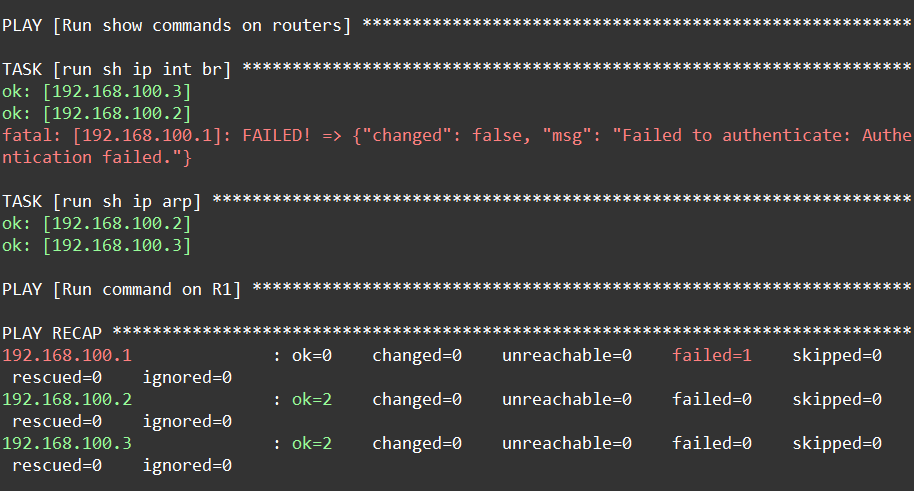 PLAY [Run show commands on routers] *******************************************************
TASK [run sh ip int br] *******************************************************************
ok: [192.168.100.3]
ok: [192.168.100.2]
fatal: [192.168.100.1]: FAILED! => {"changed": false, "msg": "Failed to authenticate: Authe
ntication failed."}
TASK [run sh ip arp] **********************************************************************
ok: [192.168.100.2]
ok: [192.168.100.3]
PLAY [Run command on R1] ******************************************************************
PLAY RECAP ********************************************************************************
192.168.100.1              : ok=0    changed=0    unreachable=0    failed=1    skipped=0
 rescued=0    ignored=0
192.168.100.2              : ok=2    changed=0    unreachable=0    failed=0    skipped=0
 rescued=0    ignored=0
192.168.100.3              : ok=2    changed=0    unreachable=0    failed=0    skipped=0
 rescued=0    ignored=0